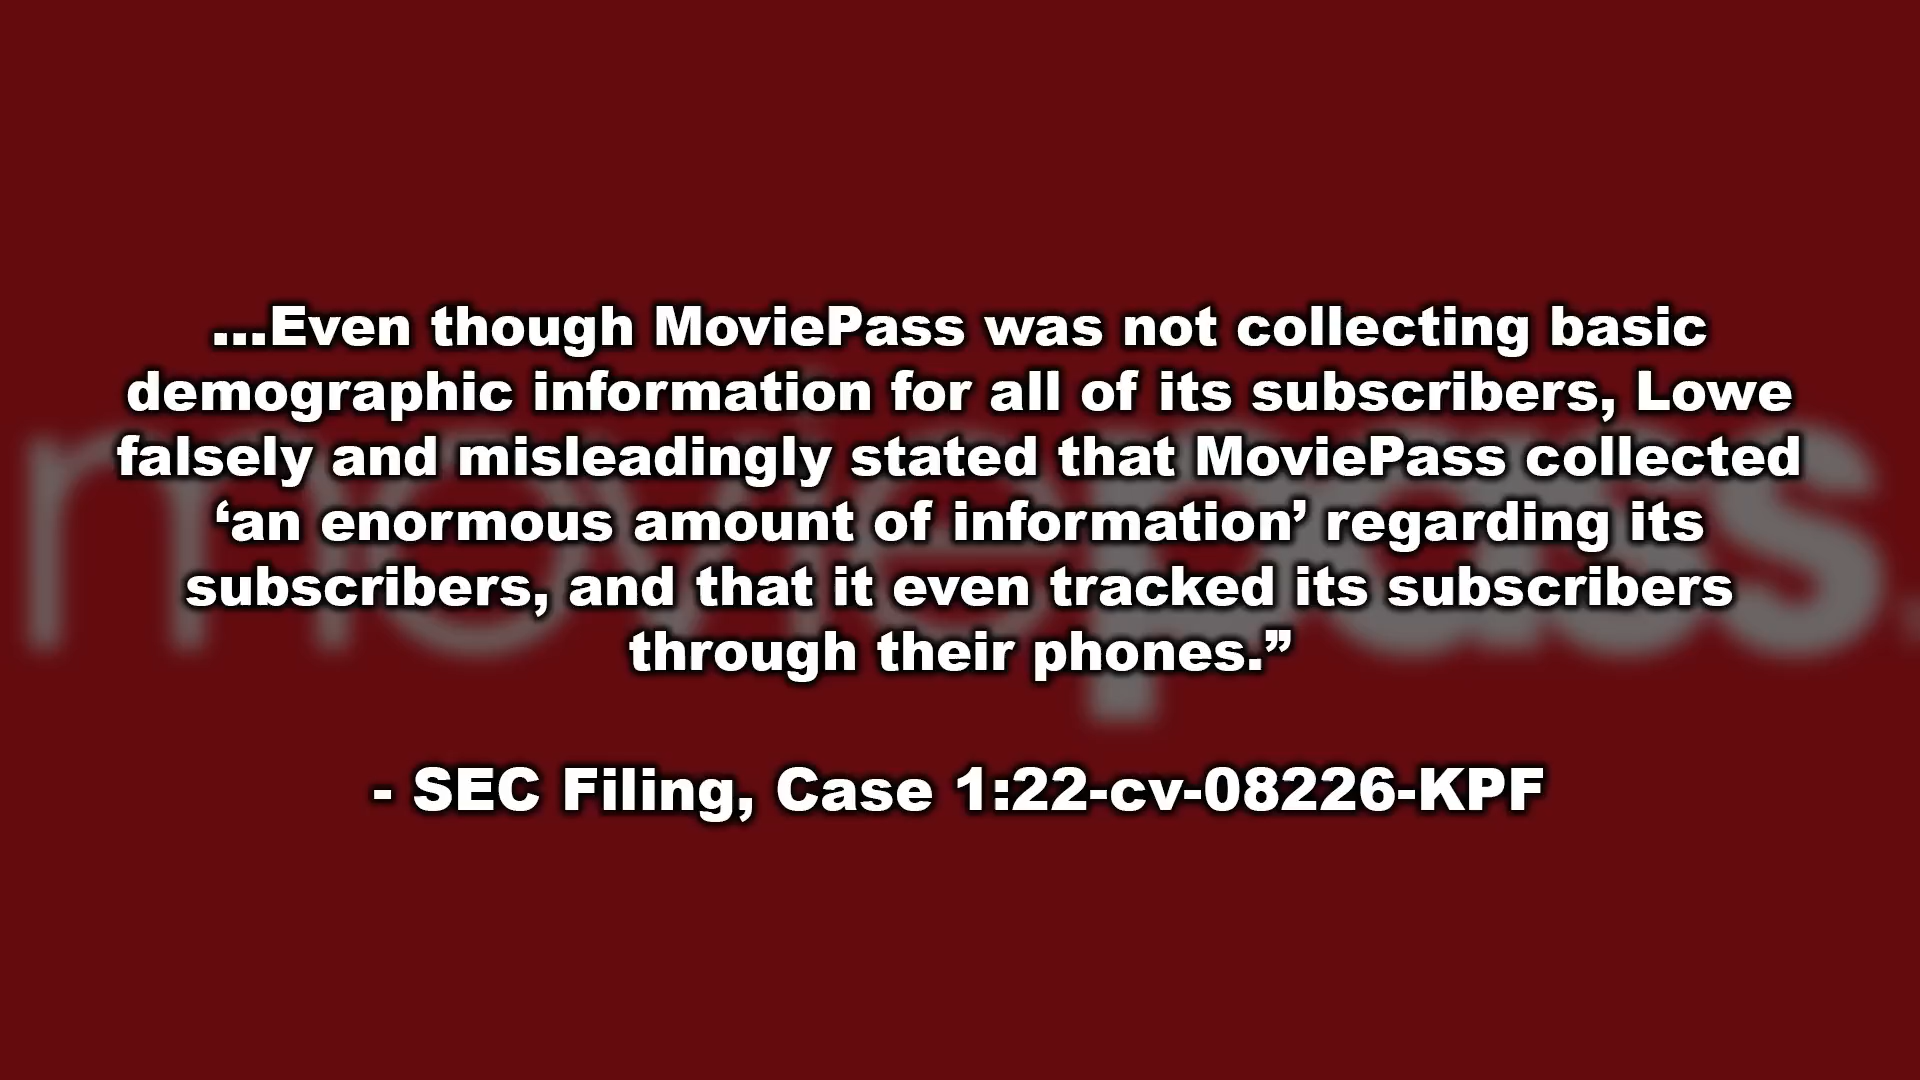 ...Even though MoviePass was not collecting basic
demographic information for all of its subscribers, Lowe
falsely and misleadingly stated that MoviePass collected
‘an enormous amount of information’ regarding its
subscribers, and that it even tracked its subscribers
through their phones.”
- SEC Filing, Case 1:22-cv-08226-KPF
moviepass.